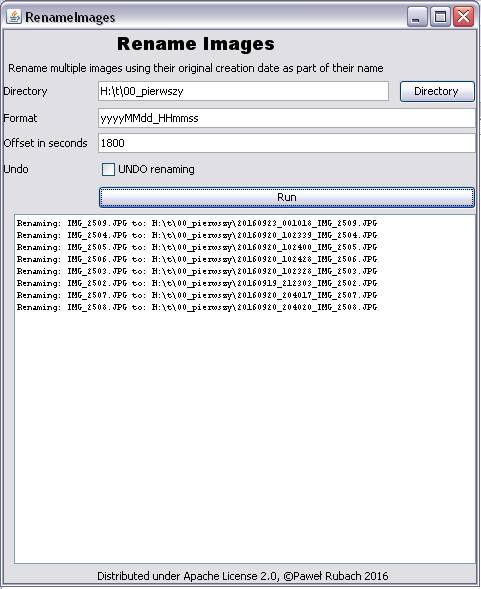 RenameImages
Rename Images
Rename multiple images using their original creation date as part of their name
Directory H:\t\00_pierwszy Directory
Format yyyyMMdd_HHmmss
Offset in seconds 1800
Undo UNDO renaming
Run
Renaming: IMG_2509.JPG to: H:\t\00_pierwszy\20160923_001018_IMG_2509.JPG
Renaming: IMG_2504.JPG to: H:\t\00_pierwszy\20160920_102339_IMG_2504.JPG
Renaming: IMG_2505.JPG to: H:\t\00_pierwszy\20160920_102400_IMG_2505.JPG
Renaming: IMG_2506.JPG to: H:\t\00_pierwszy\20160920_102428_IMG_2506.JPG
Renaming: IMG_2503.JPG to: H:\t\00_pierwszy\20160920_102328_IMG_2503.JPG
Renaming: IMG_2502.JPG to: H:\t\00_pierwszy\20160919_212303_IMG_2502.JPG
Renaming: IMG_2507.JPG to: H:\t\00_pierwszy\20160920_204017_IMG_2507.JPG
Renaming: IMG_2508.JPG to: H:\t\00_pierwszy\20160920_204020_IMG_2508.JPG
Distributed under Apache License 2.0, ©Paweł Rubach 2016